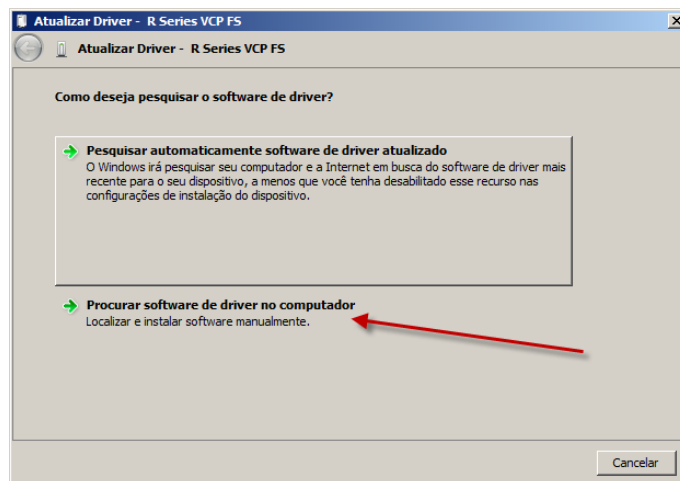 Atualizar Driver - R Series VCP FS
Atualizar Driver - R Series VCP FS
Como deseja pesquisar o software de driver?
Pesquisar automaticamente software de driver atualizado
O Windows irá pesquisar seu computador e a Internet em busca do software de driver mais
recente para o seu dispositivo, a menos que você tenha desabilitado esse recurso nas
configurações de instalação do dispositivo.
Procurar software de driver no computador
Localizar e instalar software manualmente.
Cancelar